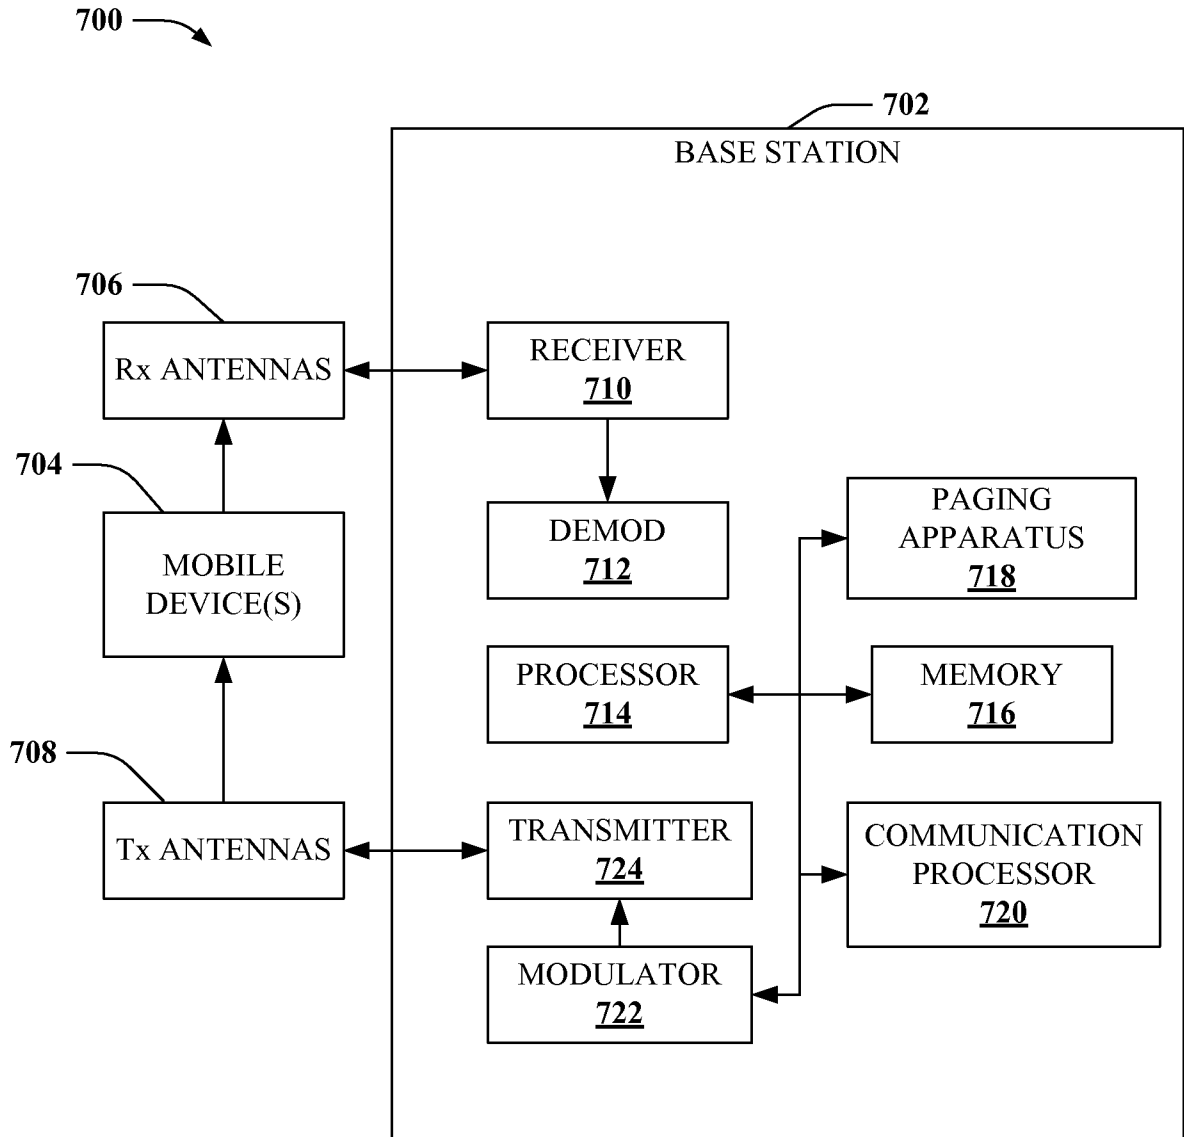 700
702
BASE STATION
706
Rx ANTENNAS
RECEIVER
710
704
MOBILE
DEVICE(S)
DEMOD
712
PAGING
APPARATUS
718
PROCESSOR
714
MEMORY
716
708
Tx ANTENNAS
TRANSMITTER
724
COMMUNICATION
PROCESSOR
720
MODULATOR
722